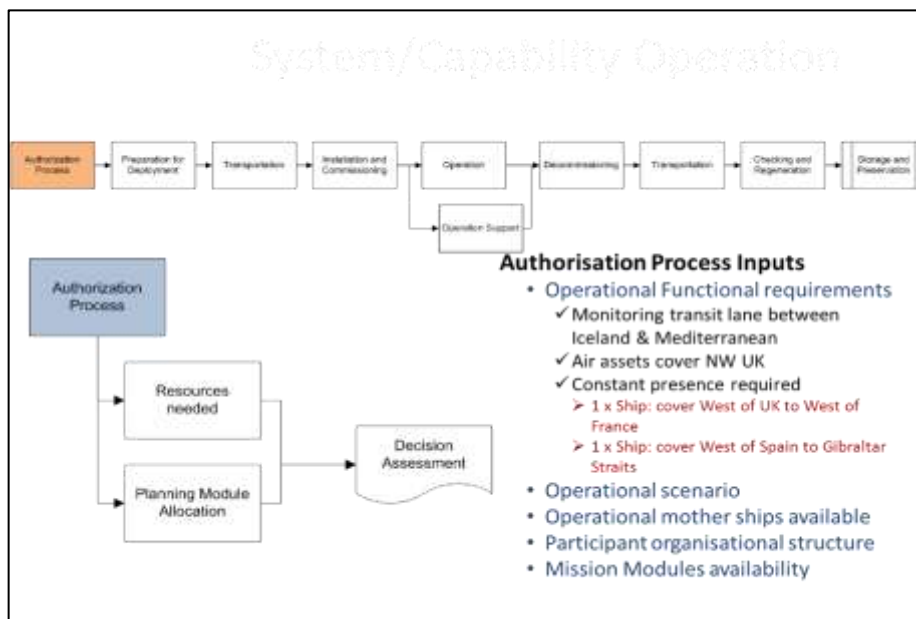 System/Capability Operation
Authorization
Process
Preparation for
Deployment
Transportation
Installation and
Commissioning
Operation
Decommissioning
Transportation
Checking and
Regeneration
Storage and
Preservation
Operation Support
Authorization
Process
Resources
needed
Planning Module
Allocation
Decision
Assessment
Authorisation Process Inputs
• Operational Functional requirements
✓ Monitoring transit lane between
Iceland & Mediterranean
✓ Air assets cover NW UK
✓ Constant presence required
➢ 1 x Ship: cover West of UK to West of
France
➢ 1 x Ship: cover West of Spain to Gibraltar
Straits
• Operational scenario
• Operational mother ships available
• Participant organisational structure
• Mission Modules availability